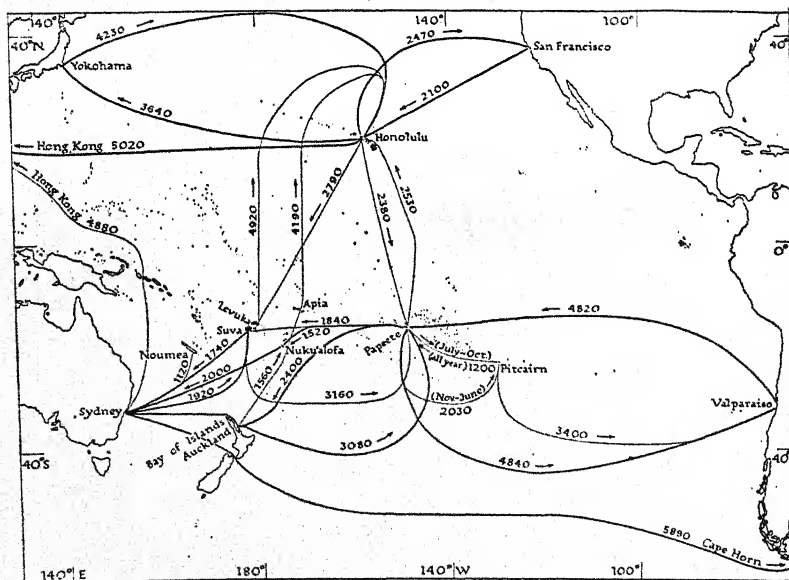 140° 180° 140° W 100°
40°N
40°
4230 →
2470 →
San Francisco
Yokohama
← 2100
← 3640
Honolulu
← Hong Kong 5020
← Hong Kong 4880
← 2790
2380 →
← 2530
4920 →
4190 →
0°
0°
Levuka
Suva
Apia
← 1840
← 1520
← 4820
Noumea
← 1740
Nuku'alofa
Papeete
(July-Oct.)
(all year) 1200
Pitcairn
1120
← 2000
1920 →
1560
← 2400
3160 →
(Nov-June)
2030
Valparaiso
Sydney
Bay of Islands
Auckland
3080 →
3400 →
4840 →
40°S
40°
5890 Cape Horn
140° E 180° 140° W 100°